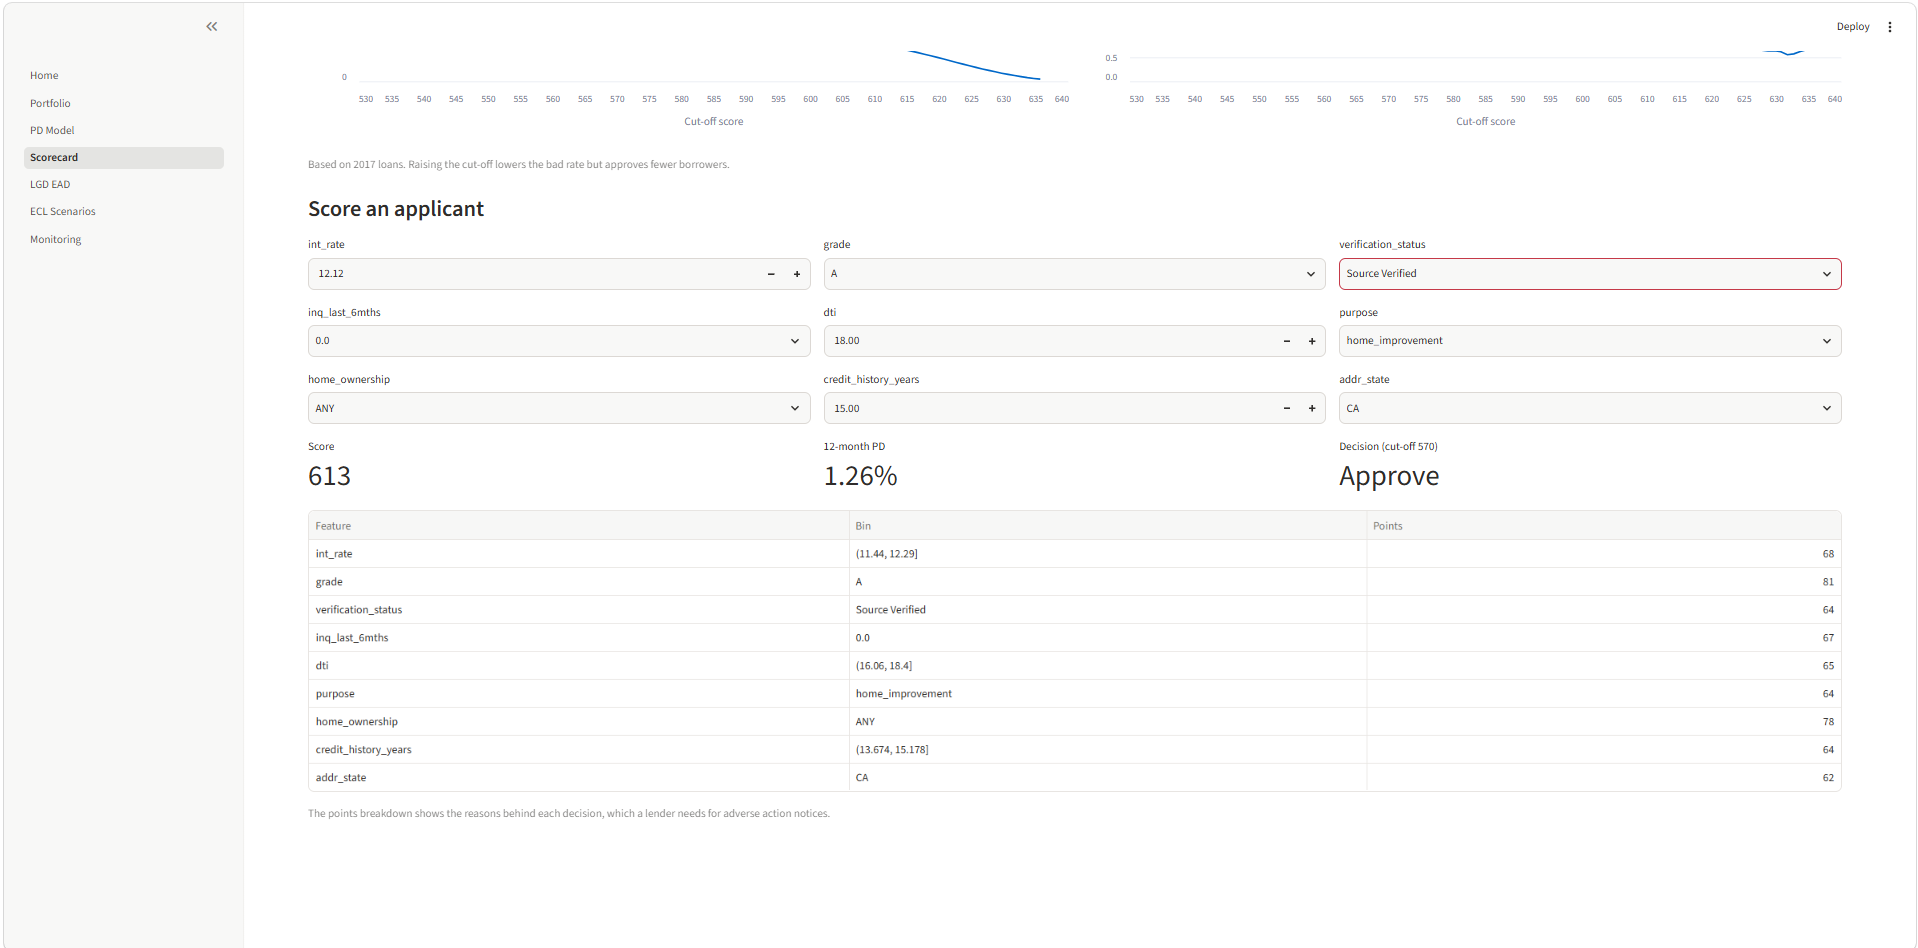 Deploy
Home
Portfolio
PD Model
Scorecard
LGD EAD
ECL Scenarios
Monitoring
0
530 535 540 545 550 555 560 565 570 575 580 585 590 595 600 605 610 615 620 625 630 635 640
Cut-off score
0.5
0.0
530 535 540 545 550 555 560 565 570 575 580 585 590 595 600 605 610 615 620 625 630 635 640
Cut-off score
Based on 2017 loans. Raising the cut-off lowers the bad rate but approves fewer borrowers.
Score an applicant
int_rate grade verification_status
12.12 A Source Verified
inq_last_6mths dti purpose
0.0 18.00 home_improvement
home_ownership credit_history_years addr_state
ANY 15.00 CA
Score 12-month PD Decision (cut-off 570)
613 1.26% Approve
Feature Bin Points
int_rate (11.44, 12.29] 68
grade A 81
verification_status Source Verified 64
inq_last_6mths 0.0 67
dti (16.06, 18.4] 65
purpose home_improvement 64
home_ownership ANY 78
credit_history_years (13.674, 15.178] 64
addr_state CA 62
The points breakdown shows the reasons behind each decision, which a lender needs for adverse action notices.